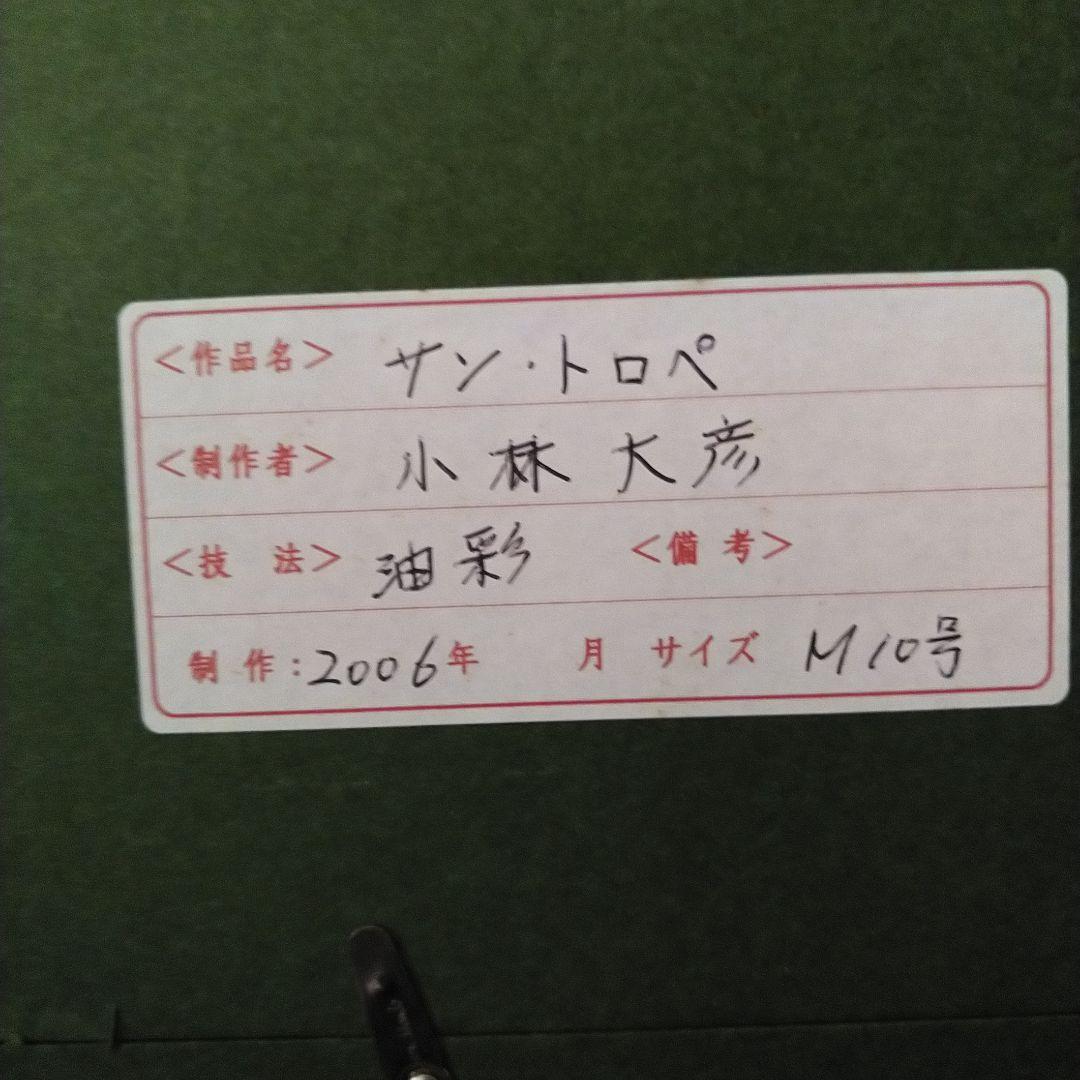 <作品名> サン・トロペ
<制作者> 小林大彦
<技 法> 油彩 <備考>
制作:2006年 月 サイズ M10号